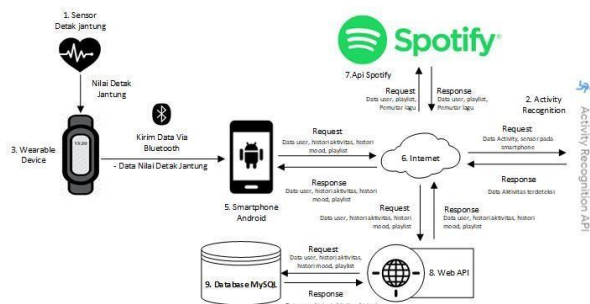 1. Sensor
Detak jantung
Nilai Detak
Jantung
3. Wearable
Device
15:20
Kirim Data Via
Bluetooth
- Data Nilai Detak Jantung
5. Smartphone
Android
Spotify
7.Api Spotify
Request
Data user, playlist,
Pemutar lagu
Response
Data user, playlist,
Pemutar lagu
2. Activity
Recognition
Request
Data Activity, sensor pada
smartphone
Response
Data Aktivitas terdeteksi
Activity Recognition API
Request
Data user, histori aktivitas, histori
mood, playlist
6. Internet
Response
Data user, histori aktivitas, histori
mood, playlist
Request
Data user, histori aktivitas, histori
mood, playlist
Response
Data user, histori aktivitas, histori
mood, playlist
Request
Data user, histori aktivitas,
histori mood, playlist
9. Database MySQL
Response
8. Web API